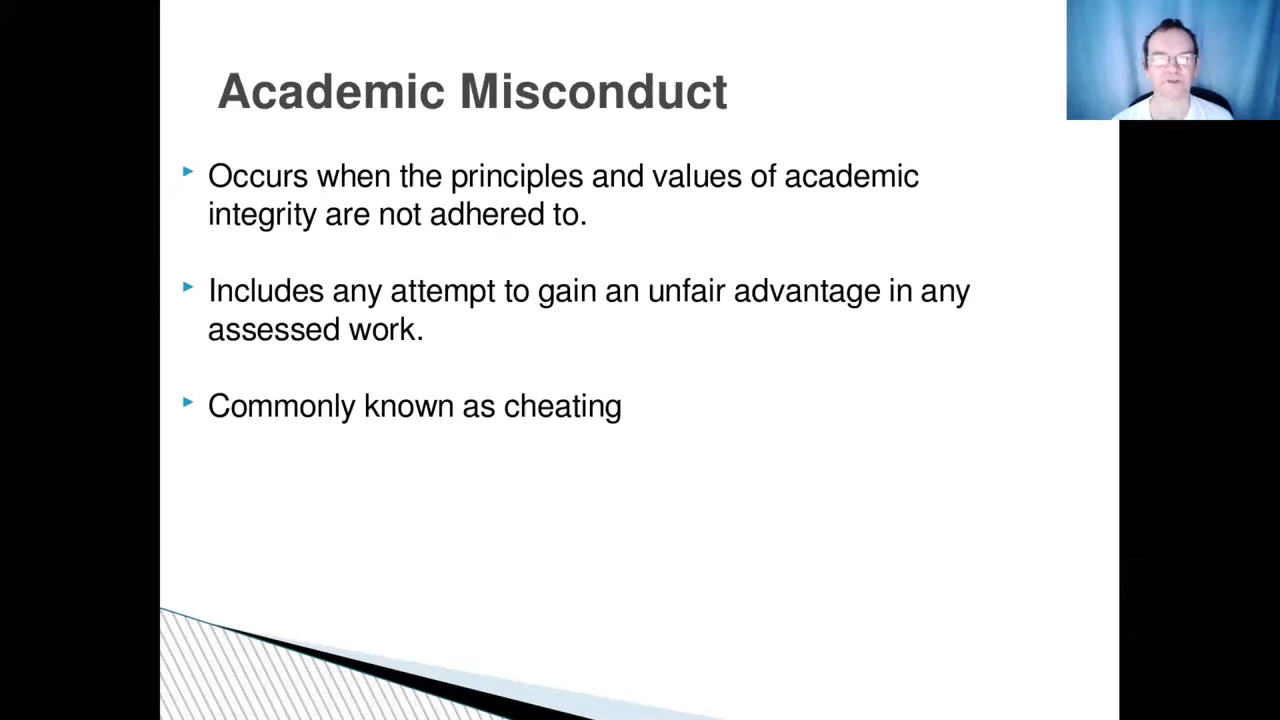 Academic Misconduct
Occurs when the principles and values of academic
integrity are not adhered to.
Includes any attempt to gain an unfair advantage in any
assessed work.
Commonly known as cheating